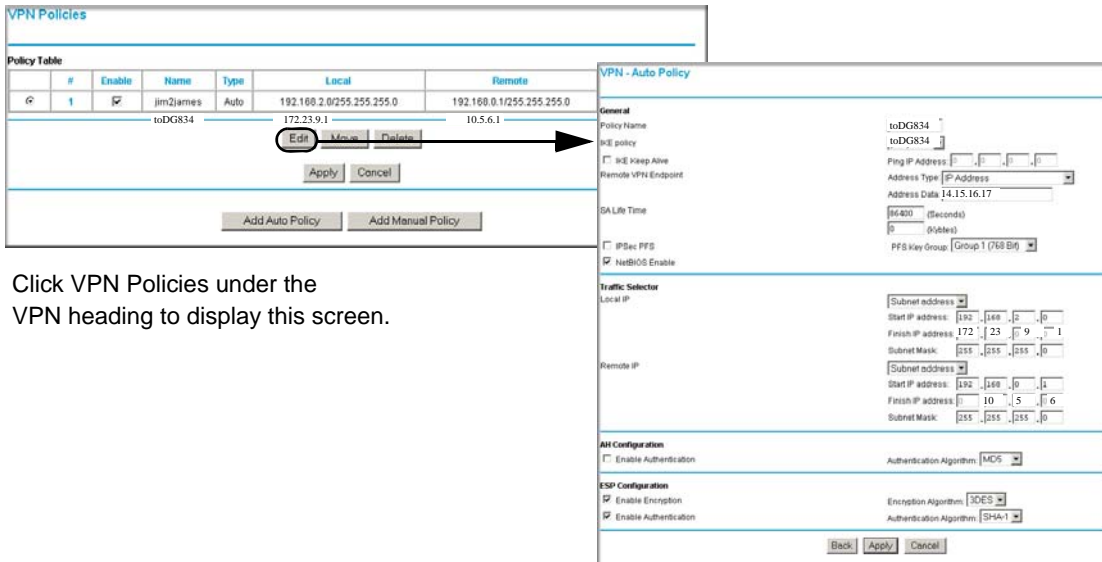 VPN Policies
Policy Table
# Enable Name Type Local Remote
1 jim2james Auto 192.168.2.0/255.255.255.0 192.168.0.1/255.255.255.0
toDG834 172.23.9.1 10.5.6.1
Edit Move Delete
Apply Cancel
Add Auto Policy Add Manual Policy
Click VPN Policies under the
VPN heading to display this screen.
VPN - Auto Policy
General
Policy Name toDG834
IKE policy toDG834
IKE Keep Alive Ping IP Address: 0 . 0 . 0 . 0
Remote VPN Endpoint Address Type: IP Address
Address Data: 14.15.16.17
SA Life Time 86400 (Seconds)
0 (Kbytes)
IPSec PFS PFS Key Group: Group 1 (768 Bit)
NetBIOS Enable
Traffic Selector
Local IP Subnet address
Start IP address: 192 . 168 . 2 . 0
Finish IP address: 172 . 23 . 9 . 1
Subnet Mask: 255 . 255 . 255 . 0
Remote IP Subnet address
Start IP address: 192 . 168 . 0 . 1
Finish IP address: 0 10 . 5 . 6
Subnet Mask: 255 . 255 . 255 . 0
AH Configuration
Enable Authentication Authentication Algorithm: MD5
ESP Configuration
Enable Encryption Encryption Algorithm: 3DES
Enable Authentication Authentication Algorithm: SHA-1
Back Apply Cancel